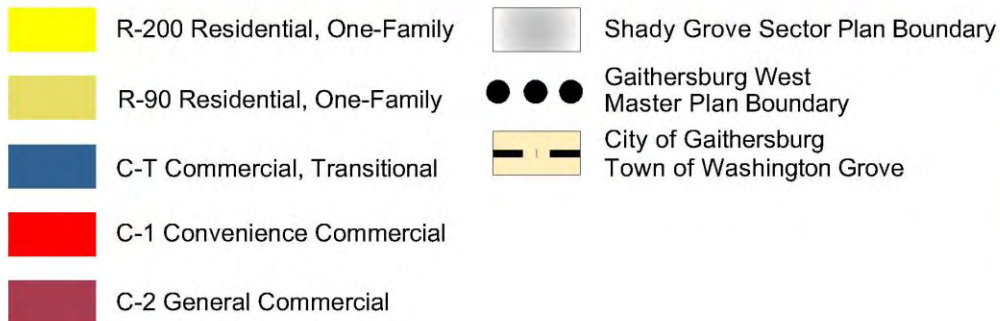 R-200 Residential, One-Family
R-90 Residential, One-Family
C-T Commercial, Transitional
C-1 Convenience Commercial
C-2 General Commercial
Shady Grove Sector Plan Boundary
Gaithersburg West
Master Plan Boundary
City of Gaithersburg
Town of Washington Grove